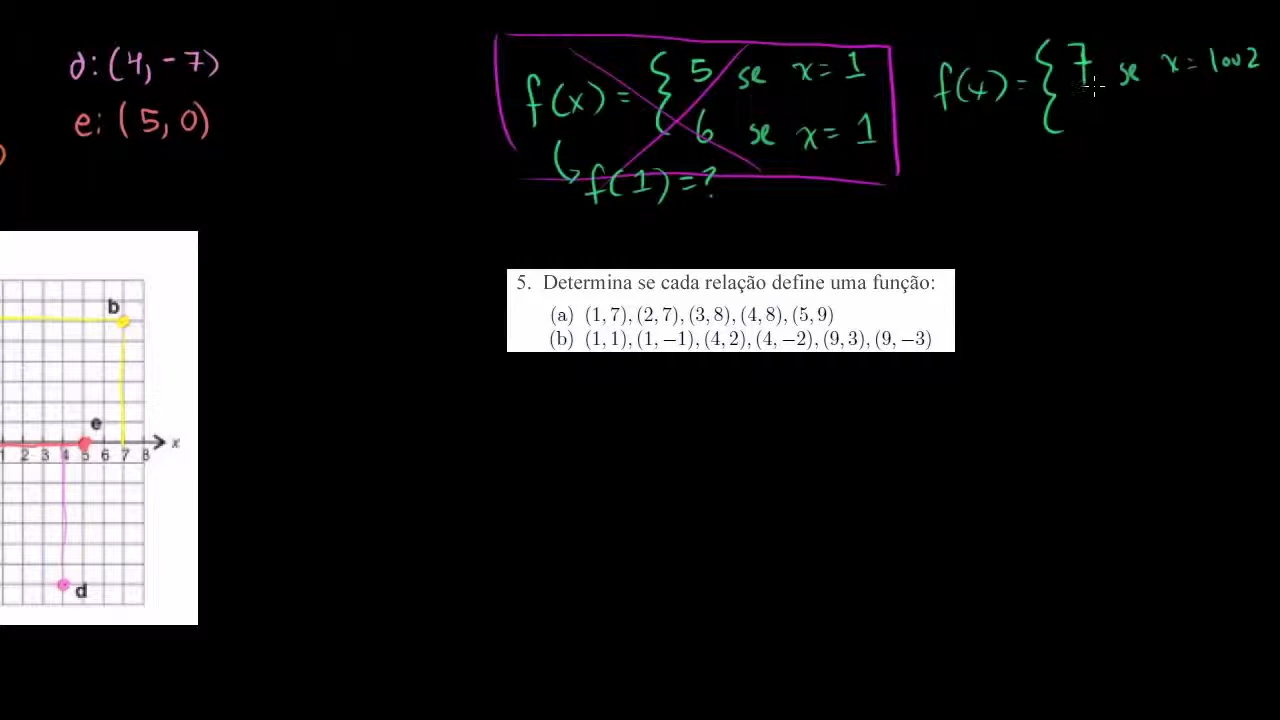 d: (4, -7)
e: (5, 0)
f(x) = { 5 se x = 1
6 se x = 1
f(1) = ?
f(x) = { 7 se x = 1 ou 2
5. Determina se cada relação define uma função:
(a) (1, 7), (2, 7), (3, 8), (4, 8), (5, 9)
(b) (1, 1), (1, −1), (4, 2), (4, −2), (9, 3), (9, −3)
b
e
x
1 2 3 4 5 6 7 8
d